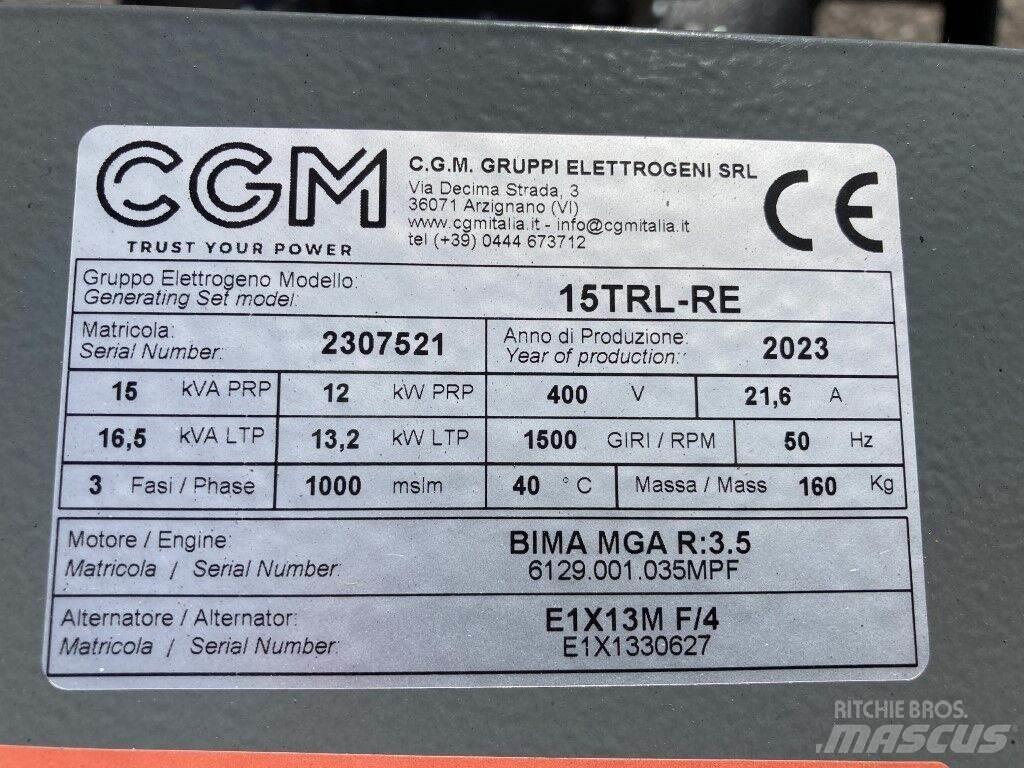 CGM
TRUST YOUR POWER
C.G.M. GRUPPI ELETTROGENI SRL
Via Decima Strada, 3
36071 Arzignano (VI)
www.cgmitalia.it - info@cgmitalia.it
tel (+39) 0444 673712
CE
Gruppo Elettrogeno Modello:
Generating Set model:
15TRL-RE
Matricola:
Serial Number:
2307521
Anno di Produzione:
Year of production:
2023
15 kVA PRP 12 kW PRP 400 V 21,6 A
16,5 kVA LTP 13,2 kW LTP 1500 GIRI / RPM 50 Hz
3 Fasi / Phase 1000 mslm 40 ° C Massa / Mass 160 Kg
Motore / Engine:
Matricola / Serial Number:
BIMA MGA R:3.5
6129.001.035MPF
Alternatore / Alternator:
Matricola / Serial Number:
E1X13M F/4
E1X1330627
RITCHIE BROS.
MASCUS